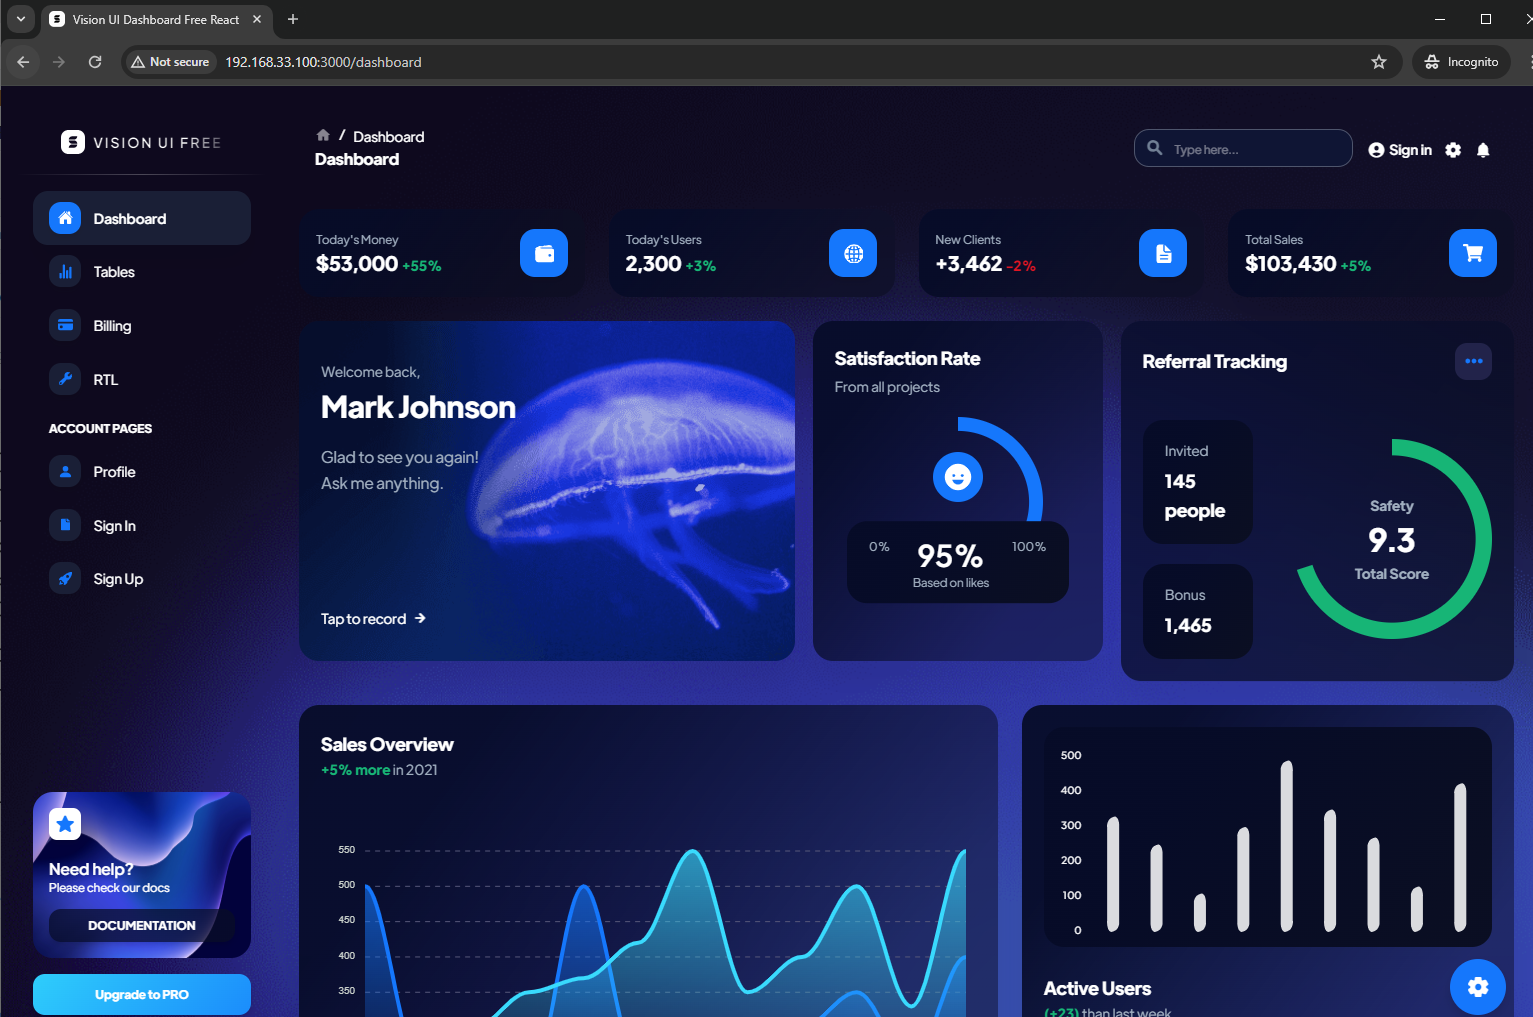 Vision UI Dashboard Free React
Not secure
192.168.33.100:3000/dashboard
Incognito
VISION UI FREE
/ Dashboard
Dashboard
Type here...
Sign in
Dashboard
Tables
Billing
RTL
ACCOUNT PAGES
Profile
Sign In
Sign Up
Need help?
Please check our docs
DOCUMENTATION
Upgrade to PRO
Today's Money
$53,000 +55%
Today's Users
2,300 +3%
New Clients
+3,462 -2%
Total Sales
$103,430 +5%
Welcome back,
Mark Johnson
Glad to see you again!
Ask me anything.
Tap to record
Satisfaction Rate
From all projects
0%
95%
100%
Based on likes
Referral Tracking
Invited
145
people
Bonus
1,465
Safety
9.3
Total Score
Sales Overview
+5% more in 2021
550
500
450
400
350
500
400
300
200
100
0
Active Users
(+23) than last week